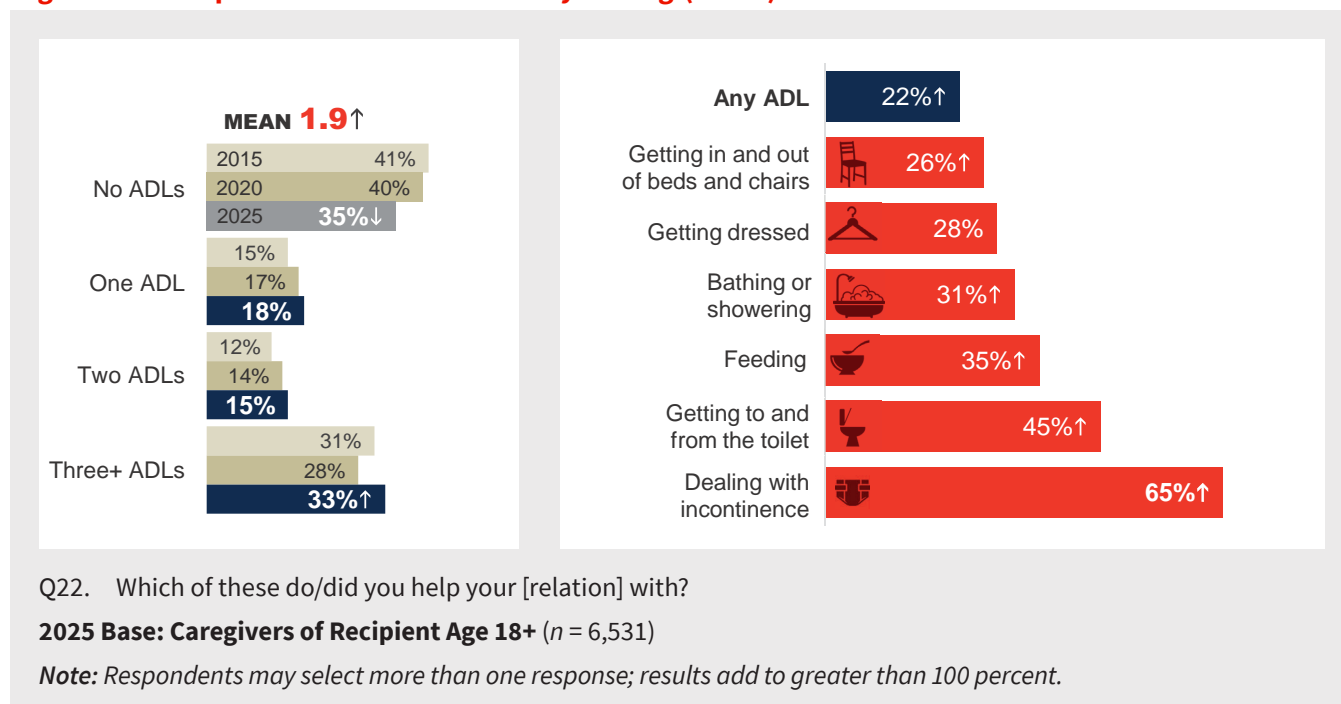 MEAN 1.9↑
No ADLs
2015 41%
2020 40%
2025 35%↓
One ADL
15%
17%
18%
Two ADLs
12%
14%
15%
Three+ ADLs
31%
28%
33%↑
Any ADL 22%↑
Getting in and out
of beds and chairs
26%↑
Getting dressed 28%
Bathing or
showering
31%↑
Feeding 35%↑
Getting to and
from the toilet
45%↑
Dealing with
incontinence
65%↑
Q22. Which of these do/did you help your [relation] with?
2025 Base: Caregivers of Recipient Age 18+ (n = 6,531)
Note: Respondents may select more than one response; results add to greater than 100 percent.